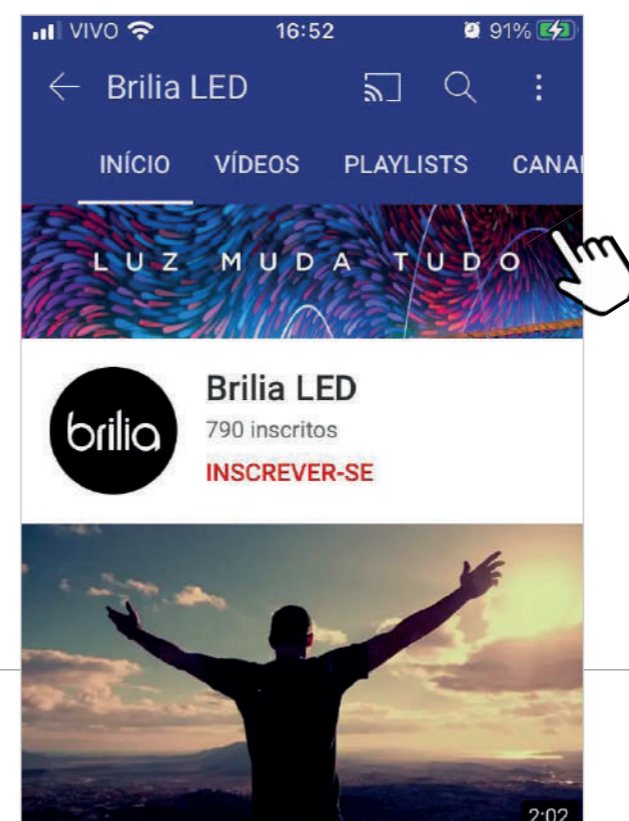 VIVO 16:52 91%
Brilia LED
INÍCIO VÍDEOS PLAYLISTS CANAI
LUZ MUDA TUDO
brilia
Brilia LED
790 inscritos
INSCREVER-SE
2:02